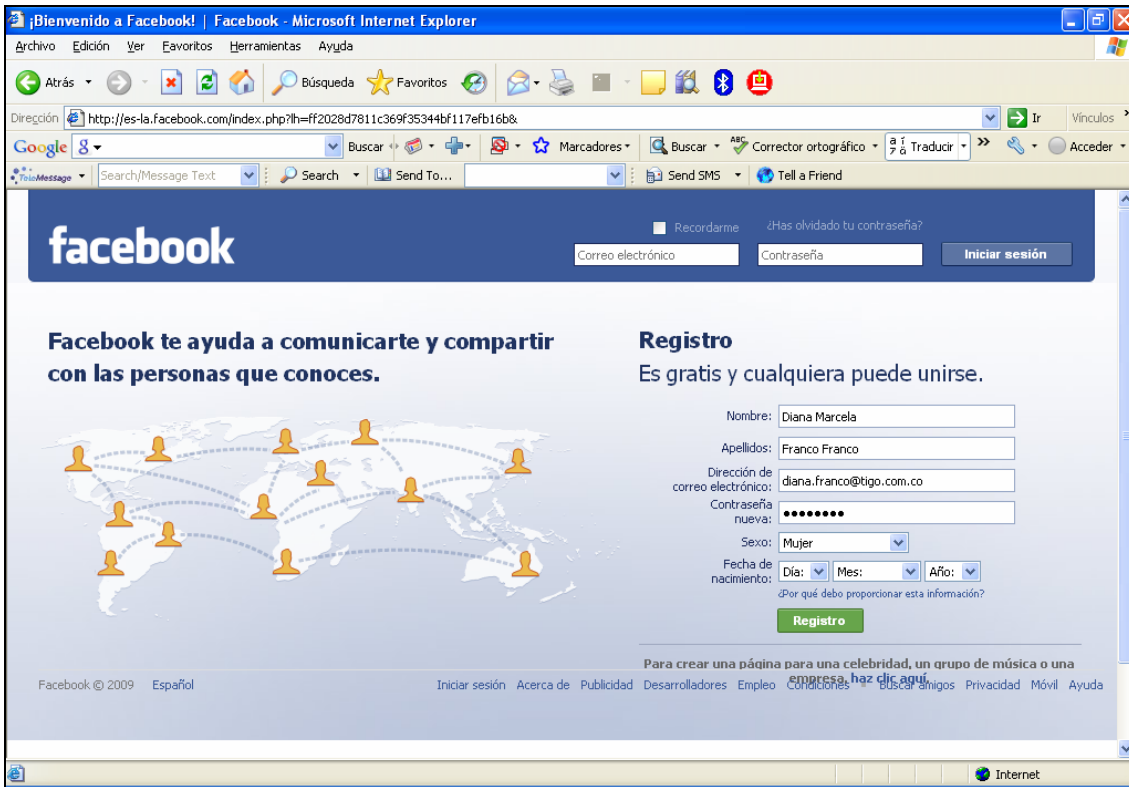 ¡Bienvenido a Facebook! | Facebook - Microsoft Internet Explorer
Archivo Edición Ver Favoritos Herramientas Ayuda
Atrás Búsqueda Favoritos
Dirección http://es-la.facebook.com/index.php?lh=ff2028d7811c369f35344bf117efb16b& Ir Vínculos
Google Buscar Marcadores Buscar ABC Corrector ortográfico Traducir Acceder
TeleMessage Search/Message Text Search Send To... Send SMS Tell a Friend
Recordarme ¿Has olvidado tu contraseña?
facebook Correo electrónico Contraseña Iniciar sesión
Facebook te ayuda a comunicarte y compartir
con las personas que conoces.
Registro
Es gratis y cualquiera puede unirse.
Nombre: Diana Marcela
Apellidos: Franco Franco
Dirección de
correo electrónico: diana.franco@tigo.com.co
Contraseña
nueva: ●●●●●●●●
Sexo: Mujer
Fecha de
nacimiento: Día: Mes: Año:
¿Por qué debo proporcionar esta información?
Registro
Para crear una página para una celebridad, un grupo de música o una
empresa, haz clic aquí.
Facebook © 2009 Español Iniciar sesión Acerca de Publicidad Desarrolladores Empleo Condiciones Buscar amigos Privacidad Móvil Ayuda
Internet